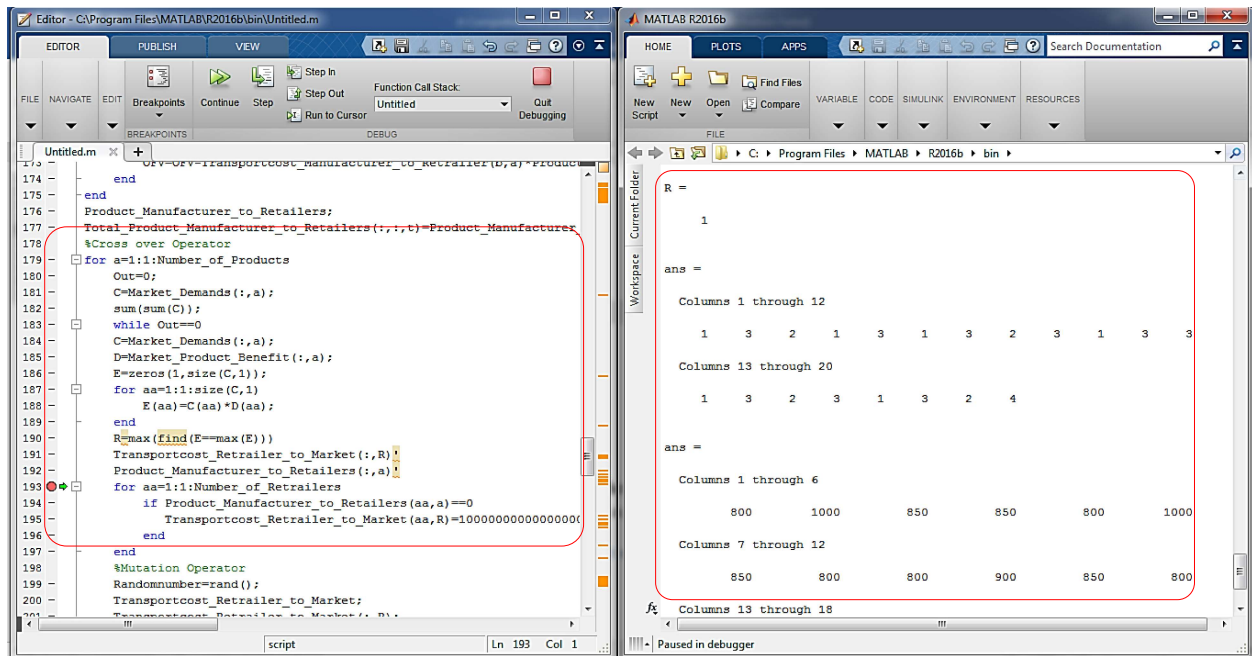 Editor - C:\Program Files\MATLAB\R2016b\bin\Untitled.m
EDITOR PUBLISH VIEW
FILE NAVIGATE EDIT Breakpoints Continue Step Step In
Step Out
Run to Cursor
Function Call Stack:
Untitled
Quit Debugging
BREAKPOINTS DEBUG
Untitled.m
174 - end
175 - end
176 - Product_Manufacturer_to_Retailers;
177 - Total_Product_Manufacturer_to_Retailers(:,:,t)=Product_Manufacturer_
178 %Cross over Operator
179 - for a=1:1:Number_of_Products
180 - Out=0;
181 - C=Market_Demands(:,a);
182 - sum(sum(C));
183 - while Out==0
184 - C=Market_Demands(:,a);
185 - D=Market_Product_Benefit(:,a);
186 - E=zeros(1,size(C,1));
187 - for aa=1:1:size(C,1)
188 - E(aa)=C(aa)*D(aa);
189 - end
190 - R=max(find(E==max(E)))
191 - Transportcost_Retrailer_to_Market(:,R)'
192 - Product_Manufacturer_to_Retailers(:,a)'
193 - for aa=1:1:Number_of_Retrailers
194 - if Product_Manufacturer_to_Retailers(aa,a)==0
195 - Transportcost_Retrailer_to_Market(aa,R)=10000000000000000
196 - end
197 - end
198 %Mutation Operator
199 - Randomnumber=rand();
200 - Transportcost_Retrailer_to_Market;
script Ln 193 Col 1
MATLAB R2016b
HOME PLOTS APPS Search Documentation
New Script New Open Find Files
Compare
VARIABLE CODE SIMULINK ENVIRONMENT RESOURCES
FILE
C: Program Files MATLAB R2016b bin
Current Folder
Workspace
R =
1
ans =
Columns 1 through 12
1 3 2 1 3 1 3 2 3 1 3 3
Columns 13 through 20
1 3 2 3 1 3 2 4
ans =
Columns 1 through 6
800 1000 850 850 800 1000
Columns 7 through 12
850 800 800 900 850 800
fx Columns 13 through 18
Paused in debugger